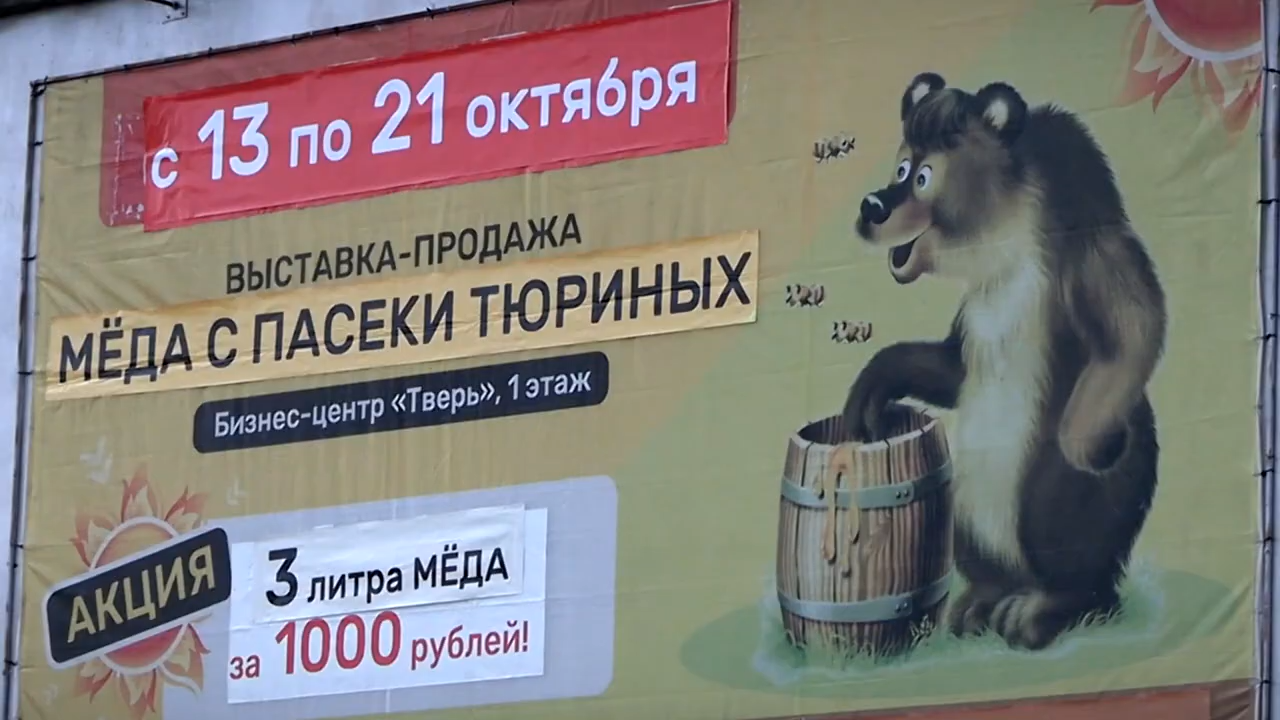 с 13 по 21 октября
ВЫСТАВКА-ПРОДАЖА
МЁДА С ПАСЕКИ ТЮРИНЫХ
Бизнес-центр «Тверь», 1 этаж
АКЦИЯ
3 литра МЁДА
за 1000 рублей!